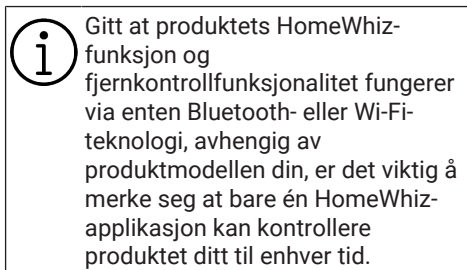 Gitt at produktets HomeWhiz-
funksjon og
fjernkontrollfunksjonalitet fungerer
via enten Bluetooth- eller Wi-Fi-
teknologi, avhengig av
produktmodellen din, er det viktig å
merke seg at bare én HomeWhiz-
applikasjon kan kontrollere
produktet ditt til enhver tid.